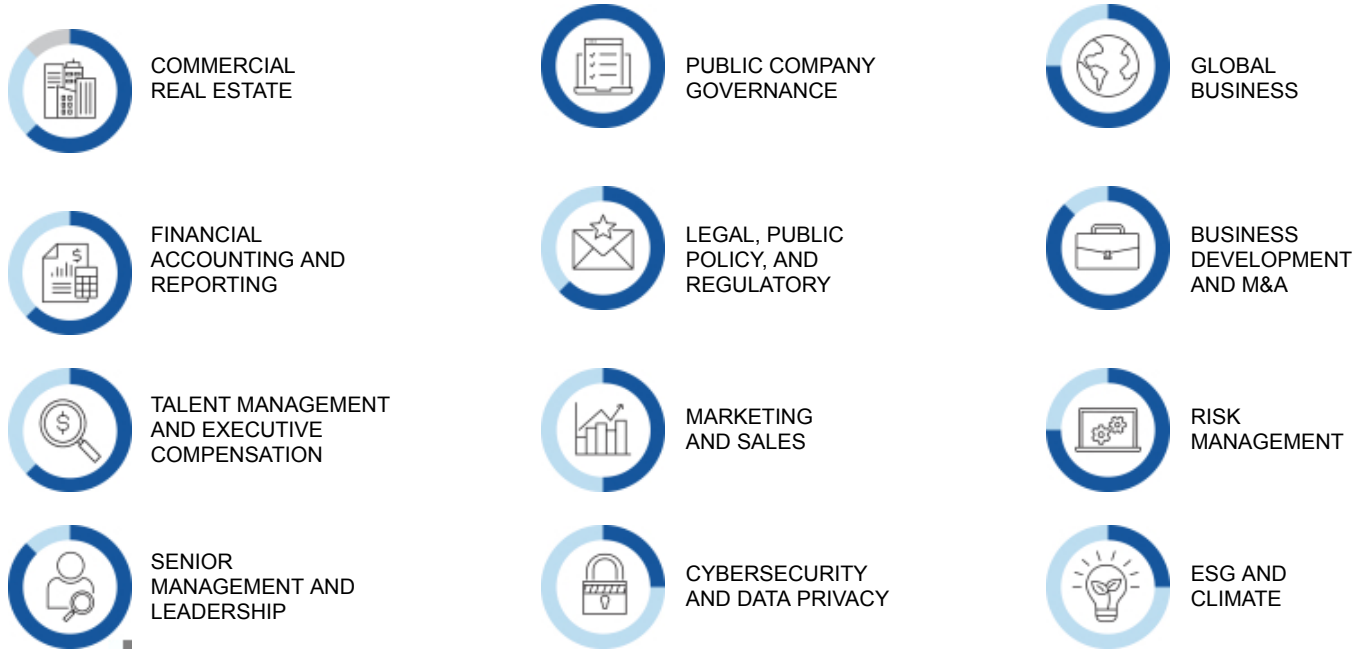 COMMERCIAL
REAL ESTATE
PUBLIC COMPANY
GOVERNANCE
GLOBAL
BUSINESS
FINANCIAL
ACCOUNTING AND
REPORTING
LEGAL, PUBLIC
POLICY, AND
REGULATORY
BUSINESS
DEVELOPMENT
AND M&A
TALENT MANAGEMENT
AND EXECUTIVE
COMPENSATION
MARKETING
AND SALES
RISK
MANAGEMENT
SENIOR
MANAGEMENT AND
LEADERSHIP
CYBERSECURITY
AND DATA PRIVACY
ESG AND
CLIMATE